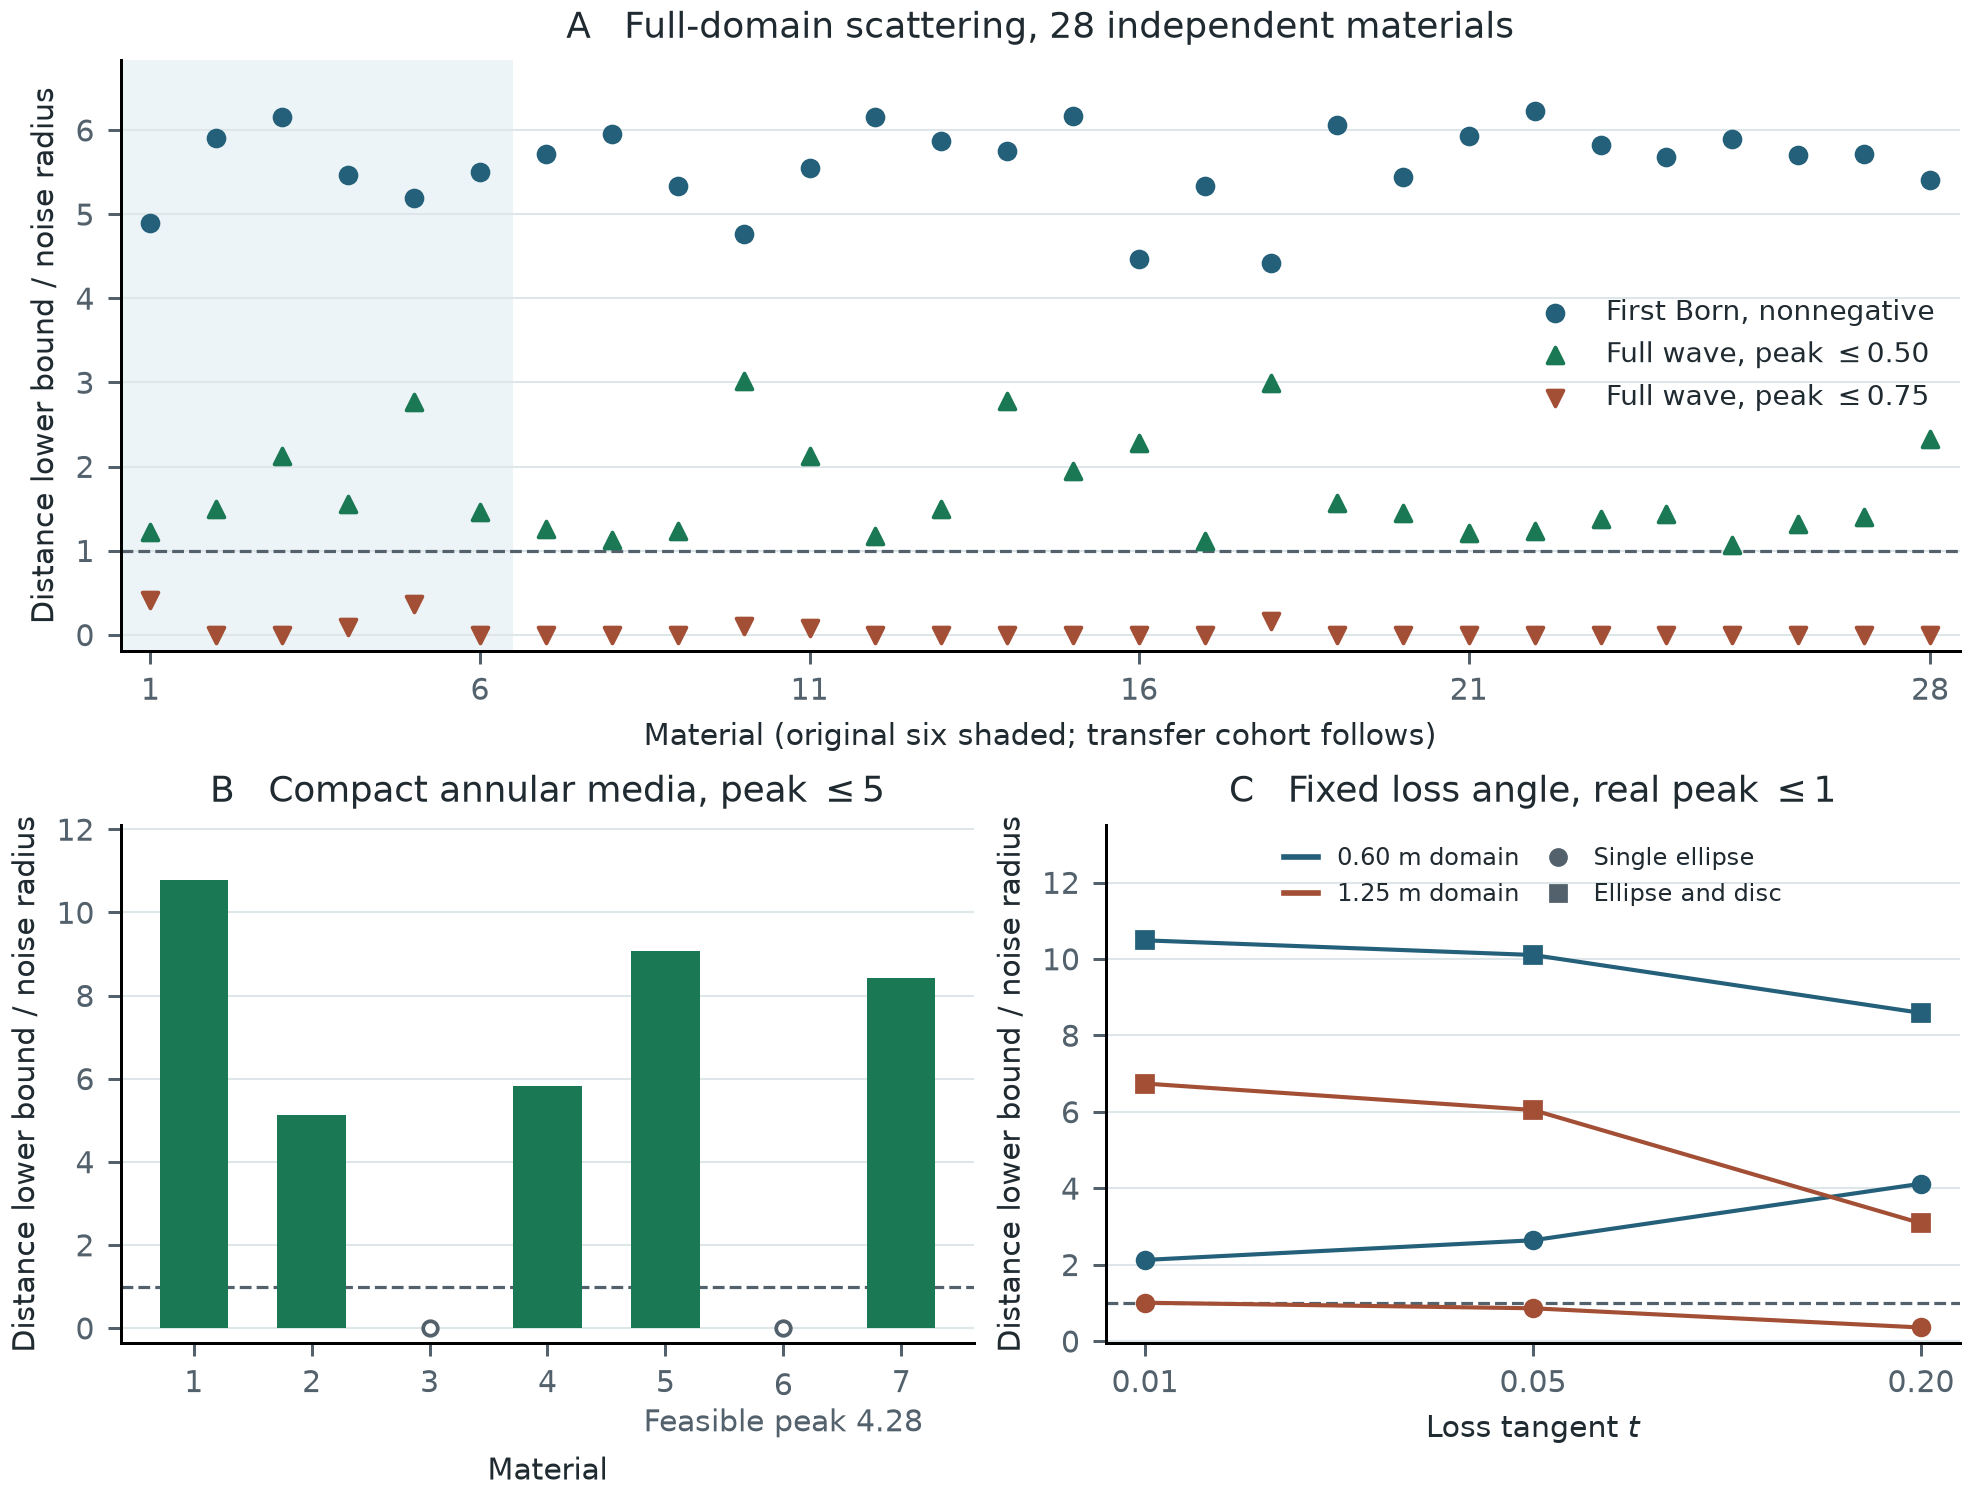 A Full-domain scattering, 28 independent materials
Distance lower bound / noise radius
6
5
4
3
2
1
0
First Born, nonnegative
Full wave, peak ≤0.50
Full wave, peak ≤0.75
1 6 11 16 21 28
Material (original six shaded; transfer cohort follows)
B Compact annular media, peak ≤5
Distance lower bound / noise radius
12
10
8
6
4
2
0
1 2 3 4 5 6 7
Feasible peak 4.28
Material
C Fixed loss angle, real peak ≤1
Distance lower bound / noise radius
12
10
8
6
4
2
0
0.60 m domain
1.25 m domain
Single ellipse
Ellipse and disc
0.01 0.05 0.20
Loss tangent t